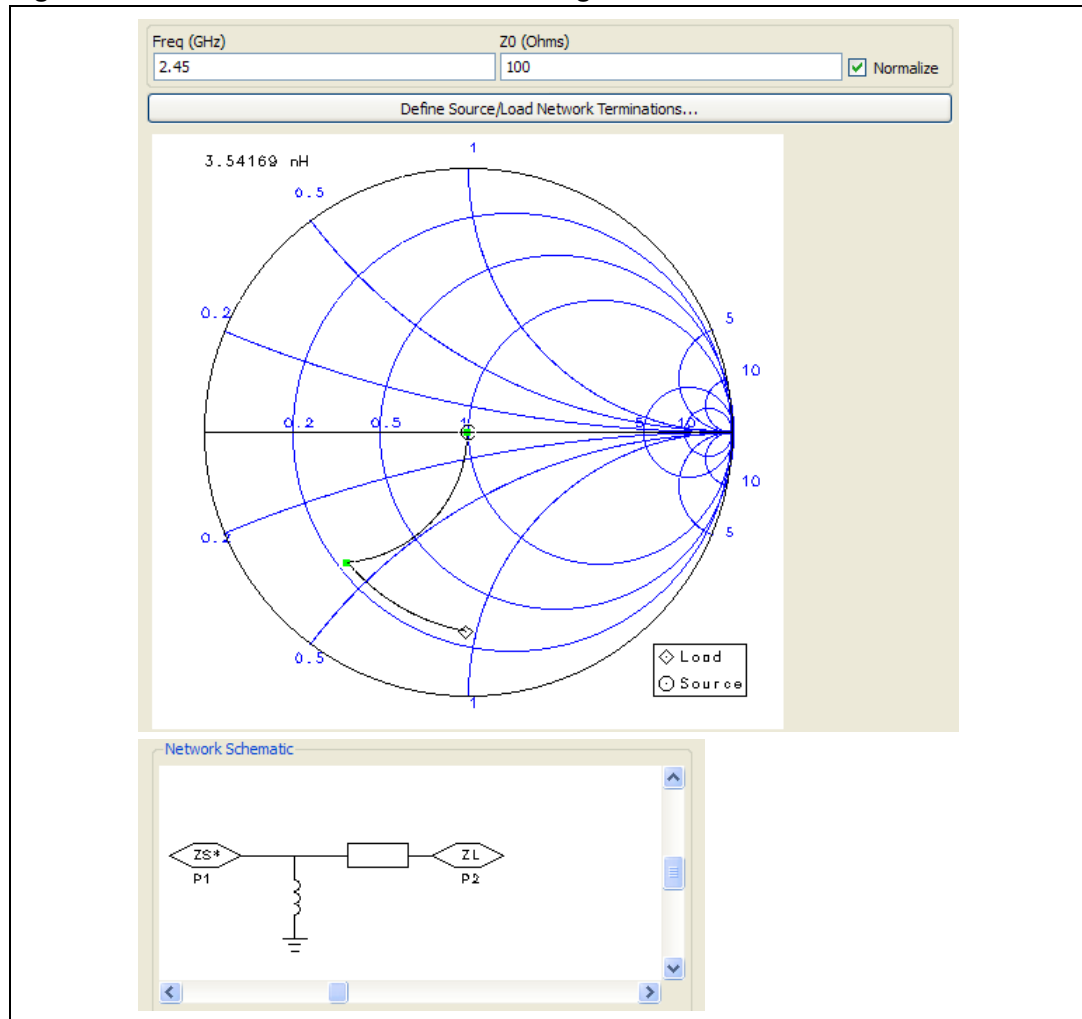 Freq (GHz) Z0 (Ohms)
2.45 100 Normalize
Define Source/Load Network Terminations...
3.54169 nH
1
0.5
0.2
5
10
0.2 0.5 1 5 10
10
5
0.2
0.5
1
Load
Source
Network Schematic
ZS* ZL
P1 P2